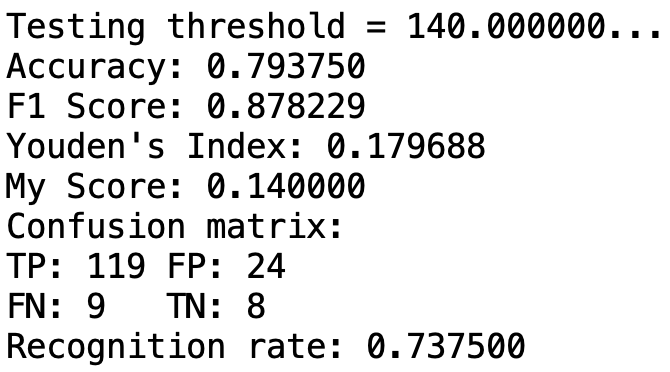 Testing threshold = 140.000000...
Accuracy: 0.793750
F1 Score: 0.878229
Youden's Index: 0.179688
My Score: 0.140000
Confusion matrix:
TP: 119 FP: 24
FN: 9   TN: 8
Recognition rate: 0.737500